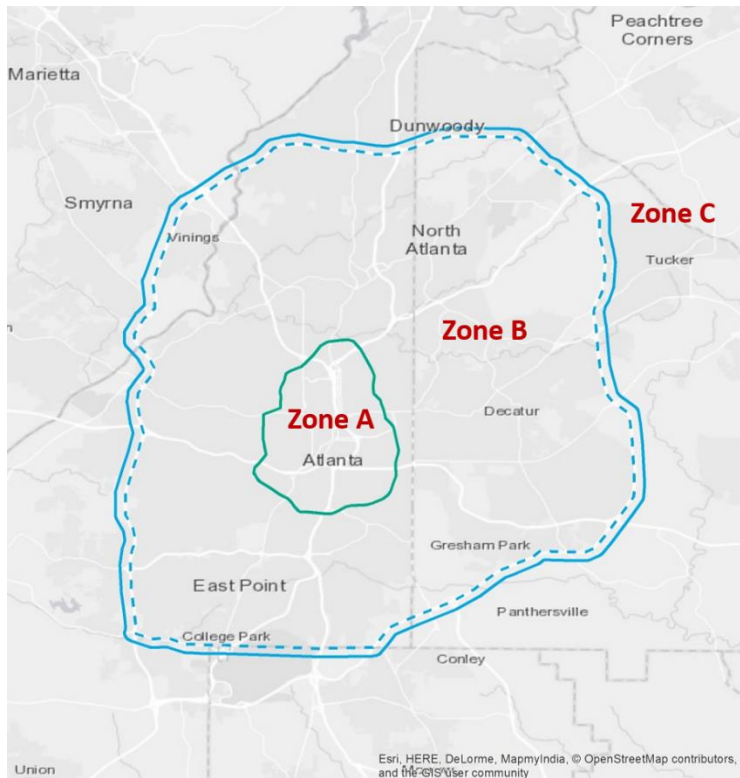 Peachtree
Corners
Marietta
Dunwoody
Smyrna
Zone C
North
Atlanta
Vinings
Tucker
Zone B
Zone A
Decatur
Atlanta
Gresham Park
East Point
Panthersville
College Park
Conley
Union
Esri, HERE, DeLorme, MapmyIndia, © OpenStreetMap contributors,
and the GIS user community